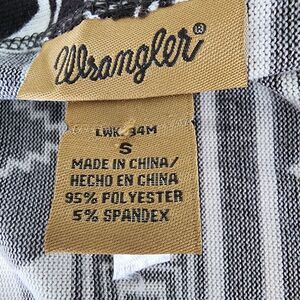 Wrangler®
S
MADE IN CHINA/
HECHO EN CHINA
95% POLYESTER
5% SPANDEX